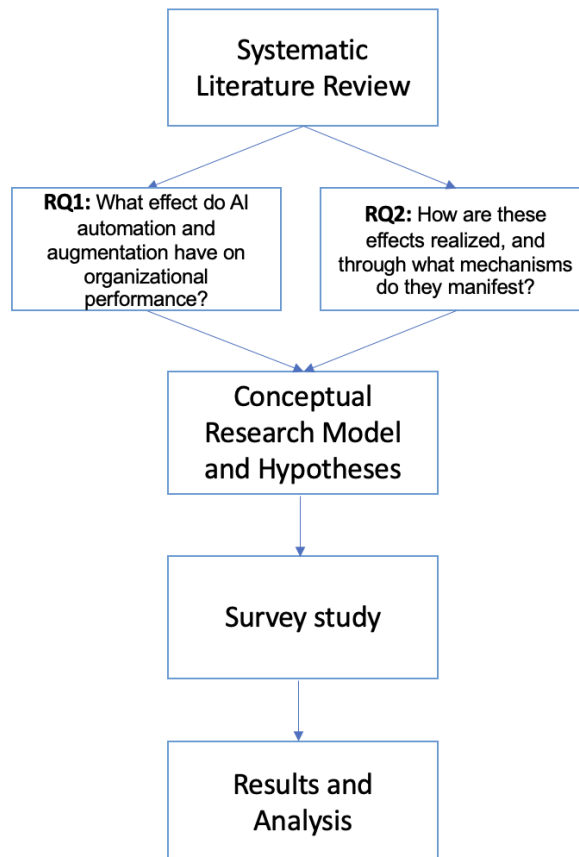 Systematic
Literature Review
RQ1: What effect do AI
automation and
augmentation have on
organizational
performance?
RQ2: How are these
effects realized, and
through what mechanisms
do they manifest?
Conceptual
Research Model
and Hypotheses
Survey study
Results and
Analysis